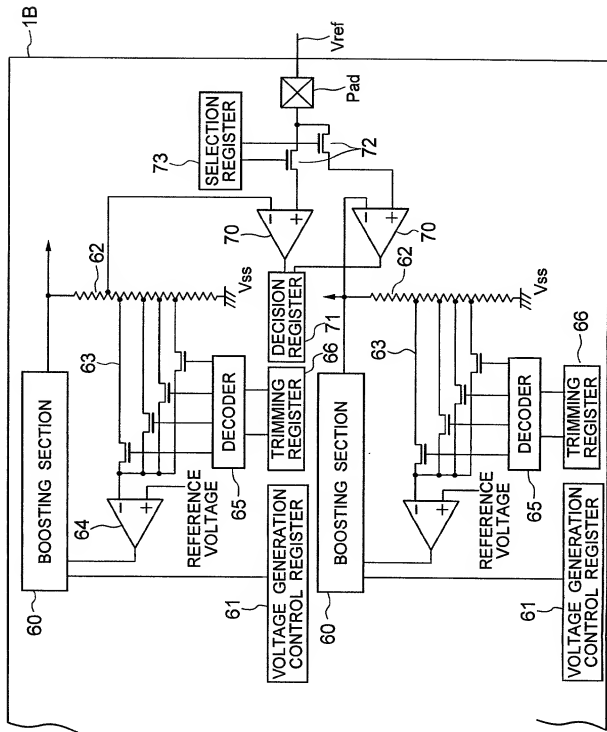 1B
Vref
Pad
73
SELECTION
REGISTER
72
70
70
62
Vss
DECISION
REGISTER
71
60
BOOSTING SECTION
63
64
REFERENCE
VOLTAGE
DECODER
65
TRIMMING
REGISTER
66
61
VOLTAGE GENERATION
CONTROL REGISTER
62
Vss
60
BOOSTING SECTION
63
REFERENCE
VOLTAGE
DECODER
65
TRIMMING
REGISTER
66
61
VOLTAGE GENERATION
CONTROL REGISTER